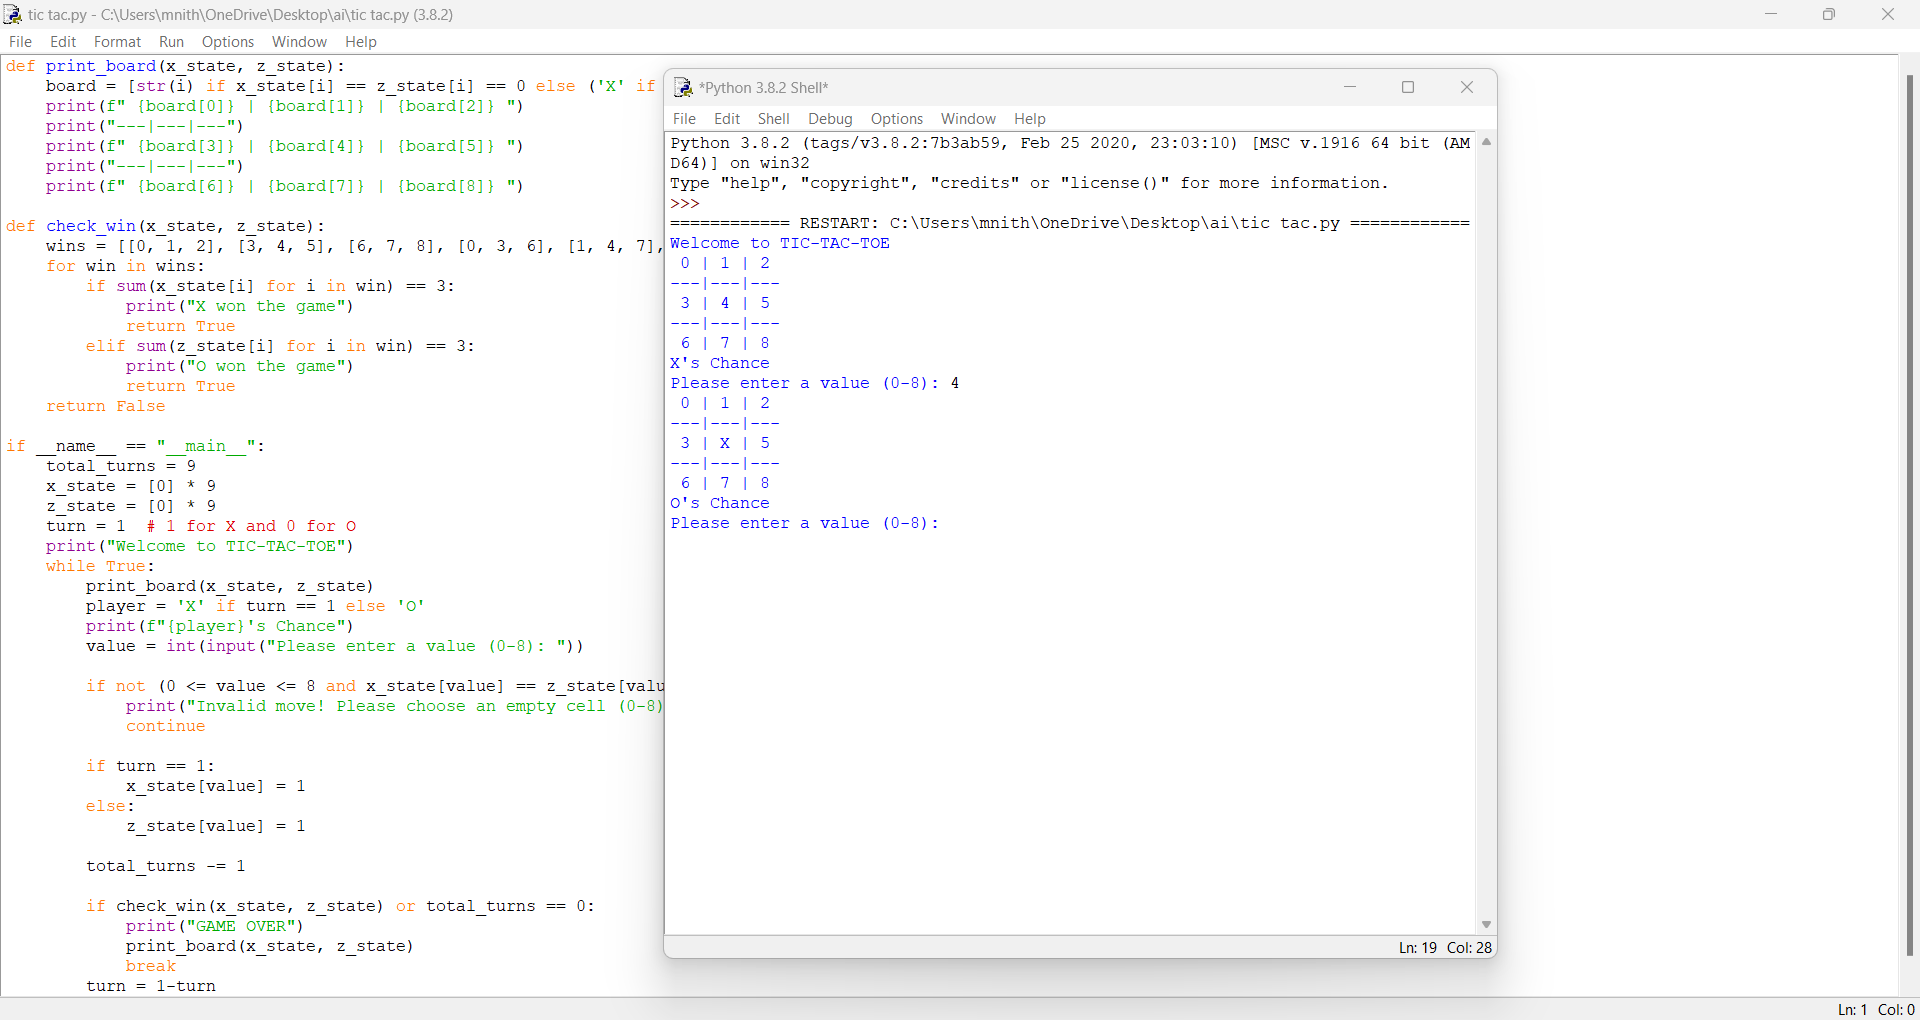 tic tac.py - C:\Users\mnith\OneDrive\Desktop\ai\tic tac.py (3.8.2)
File Edit Format Run Options Window Help
def print_board(x_state, z_state):
    board = [str(i) if x_state[i] == z_state[i] == 0 else ('X' if
    print(f" {board[0]} | {board[1]} | {board[2]} ")
    print("---|---|---")
    print(f" {board[3]} | {board[4]} | {board[5]} ")
    print("---|---|---")
    print(f" {board[6]} | {board[7]} | {board[8]} ")
def check_win(x_state, z_state):
    wins = [[0, 1, 2], [3, 4, 5], [6, 7, 8], [0, 3, 6], [1, 4, 7],
    for win in wins:
        if sum(x_state[i] for i in win) == 3:
            print("X won the game")
            return True
        elif sum(z_state[i] for i in win) == 3:
            print("O won the game")
            return True
    return False
if __name__ == "__main__":
    total_turns = 9
    x_state = [0] * 9
    z_state = [0] * 9
    turn = 1  # 1 for X and 0 for O
    print("Welcome to TIC-TAC-TOE")
    while True:
        print_board(x_state, z_state)
        player = 'X' if turn == 1 else 'O'
        print(f"{player}'s Chance")
        value = int(input("Please enter a value (0-8): "))
        if not (0 <= value <= 8 and x_state[value] == z_state[valu
            print("Invalid move! Please choose an empty cell (0-8)
            continue
        if turn == 1:
            x_state[value] = 1
        else:
            z_state[value] = 1
        total_turns -= 1
        if check_win(x_state, z_state) or total_turns == 0:
            print("GAME OVER")
            print_board(x_state, z_state)
            break
        turn = 1-turn
Ln: 1 Col: 0
*Python 3.8.2 Shell*
File Edit Shell Debug Options Window Help
Python 3.8.2 (tags/v3.8.2:7b3ab59, Feb 25 2020, 23:03:10) [MSC v.1916 64 bit (AM
D64)] on win32
Type "help", "copyright", "credits" or "license()" for more information.
>>>
============ RESTART: C:\Users\mnith\OneDrive\Desktop\ai\tic tac.py ============
Welcome to TIC-TAC-TOE
 0 | 1 | 2
---|---|---
 3 | 4 | 5
---|---|---
 6 | 7 | 8
X's Chance
Please enter a value (0-8): 4
 0 | 1 | 2
---|---|---
 3 | X | 5
---|---|---
 6 | 7 | 8
O's Chance
Please enter a value (0-8):
Ln: 19 Col: 28